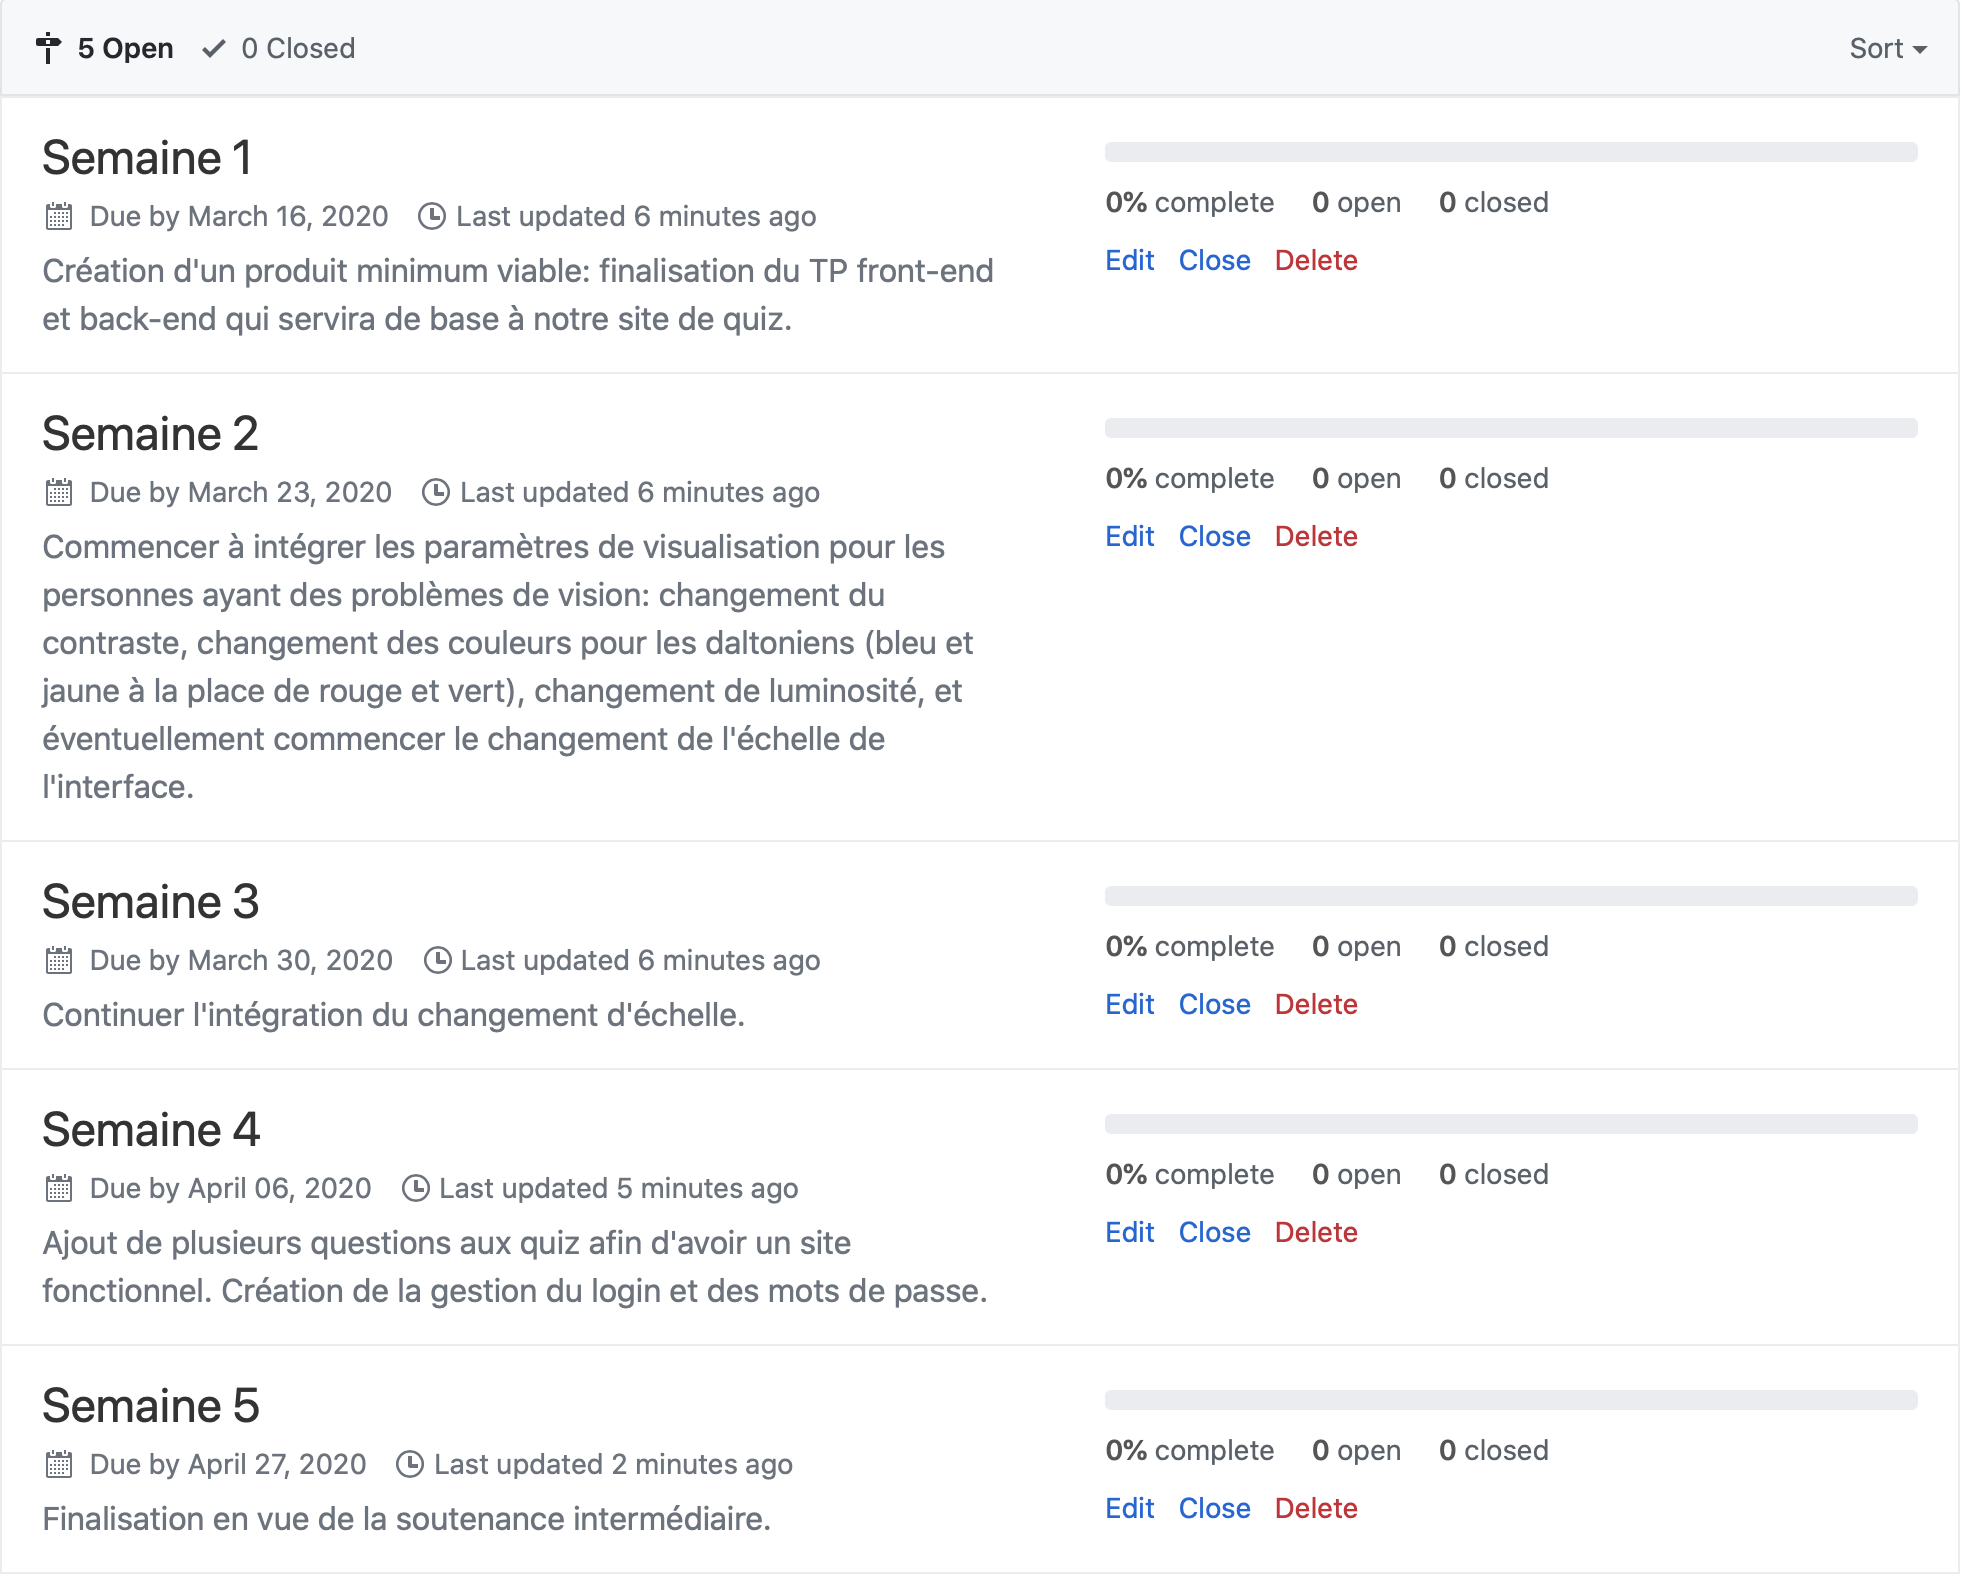 5 Open 0 Closed Sort
Semaine 1
Due by March 16, 2020 Last updated 6 minutes ago
Création d'un produit minimum viable: finalisation du TP front-end
et back-end qui servira de base à notre site de quiz.
0% complete 0 open 0 closed
Edit Close Delete
Semaine 2
Due by March 23, 2020 Last updated 6 minutes ago
Commencer à intégrer les paramètres de visualisation pour les
personnes ayant des problèmes de vision: changement du
contraste, changement des couleurs pour les daltoniens (bleu et
jaune à la place de rouge et vert), changement de luminosité, et
éventuellement commencer le changement de l'échelle de
l'interface.
0% complete 0 open 0 closed
Edit Close Delete
Semaine 3
Due by March 30, 2020 Last updated 6 minutes ago
Continuer l'intégration du changement d'échelle.
0% complete 0 open 0 closed
Edit Close Delete
Semaine 4
Due by April 06, 2020 Last updated 5 minutes ago
Ajout de plusieurs questions aux quiz afin d'avoir un site
fonctionnel. Création de la gestion du login et des mots de passe.
0% complete 0 open 0 closed
Edit Close Delete
Semaine 5
Due by April 27, 2020 Last updated 2 minutes ago
Finalisation en vue de la soutenance intermédiaire.
0% complete 0 open 0 closed
Edit Close Delete